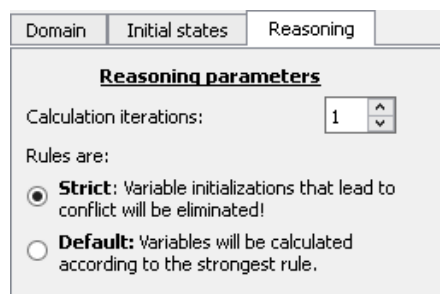 Domain Initial states Reasoning
Reasoning parameters
Calculation iterations: 1
Rules are:
Strict: Variable initializations that lead to
conflict will be eliminated!
Default: Variables will be calculated
according to the strongest rule.